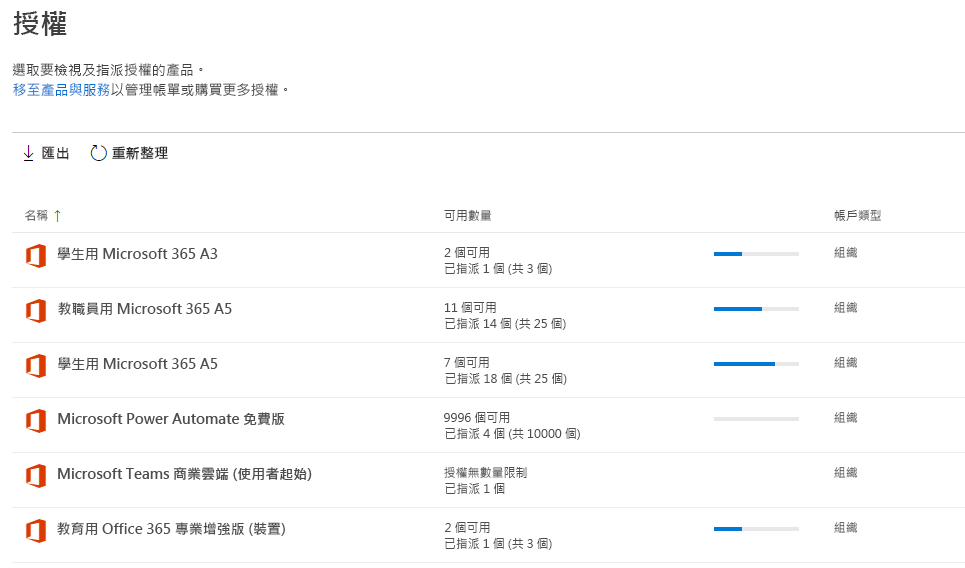 授權
選取要檢視及指派授權的產品。
移至產品與服務以管理帳單或購買更多授權。
匯出 重新整理
名稱 ↑ 可用數量 帳戶類型
學生用 Microsoft 365 A3 2 個可用 組織
已指派 1 個 (共 3 個)
教職員用 Microsoft 365 A5 11 個可用 組織
已指派 14 個 (共 25 個)
學生用 Microsoft 365 A5 7 個可用 組織
已指派 18 個 (共 25 個)
Microsoft Power Automate 免費版 9996 個可用 組織
已指派 4 個 (共 10000 個)
Microsoft Teams 商業雲端 (使用者起始) 授權無數量限制 組織
已指派 1 個
教育用 Office 365 專業增強版 (裝置) 2 個可用 組織
已指派 1 個 (共 3 個)